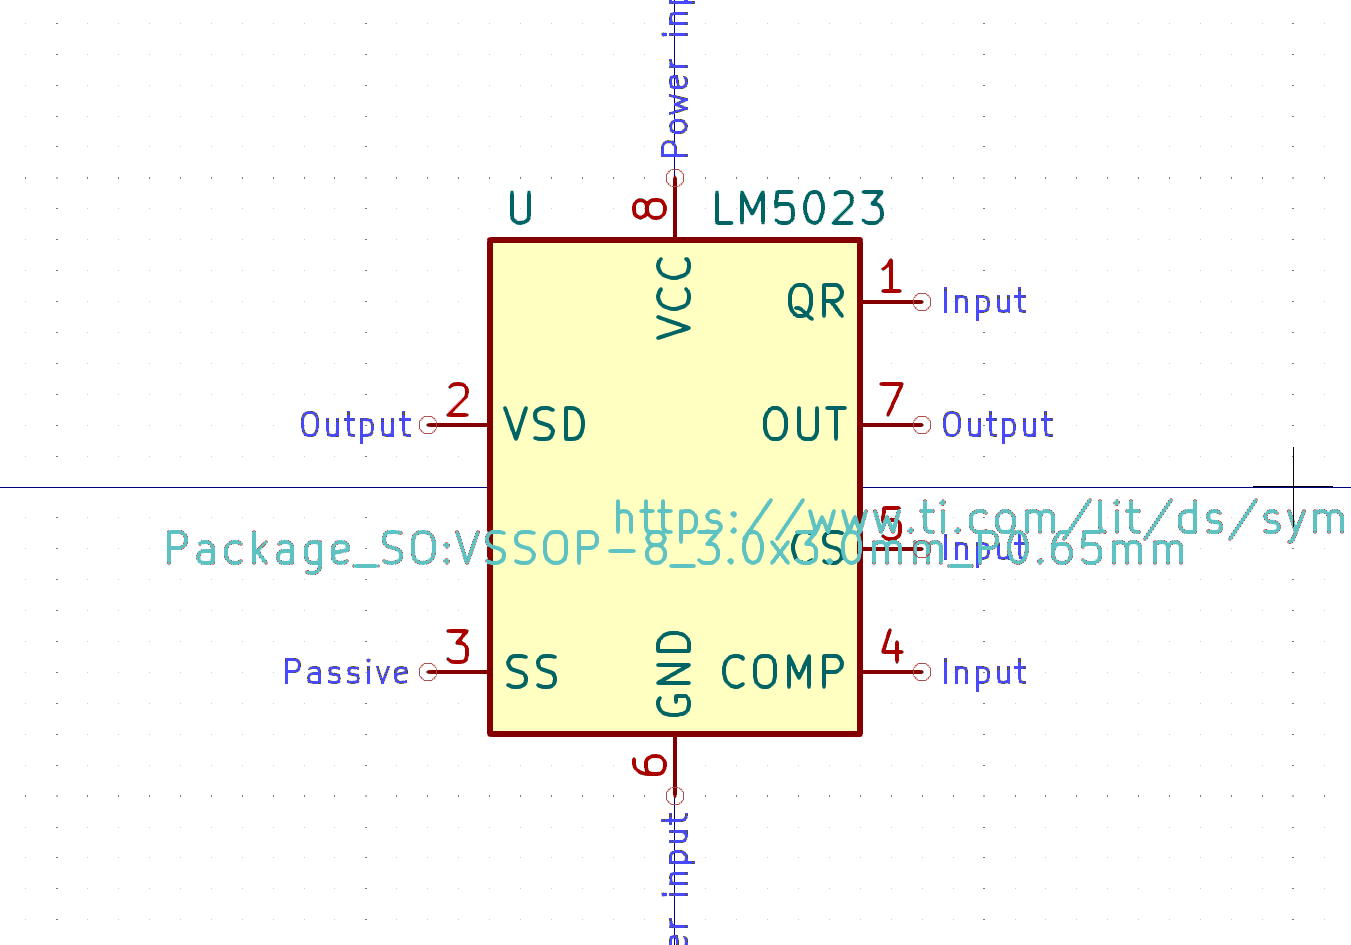 Power inp
U
8
LM5023
VCC
QR
1
Input
2
Output
VSD
OUT
7
Output
https://www.ti.com/lit/ds/sym
5
Package_SO:VSSOP-8_3.0x3.0mm_P0.65mm
CS
Input
3
Passive
SS
GND
COMP
4
Input
6
er input